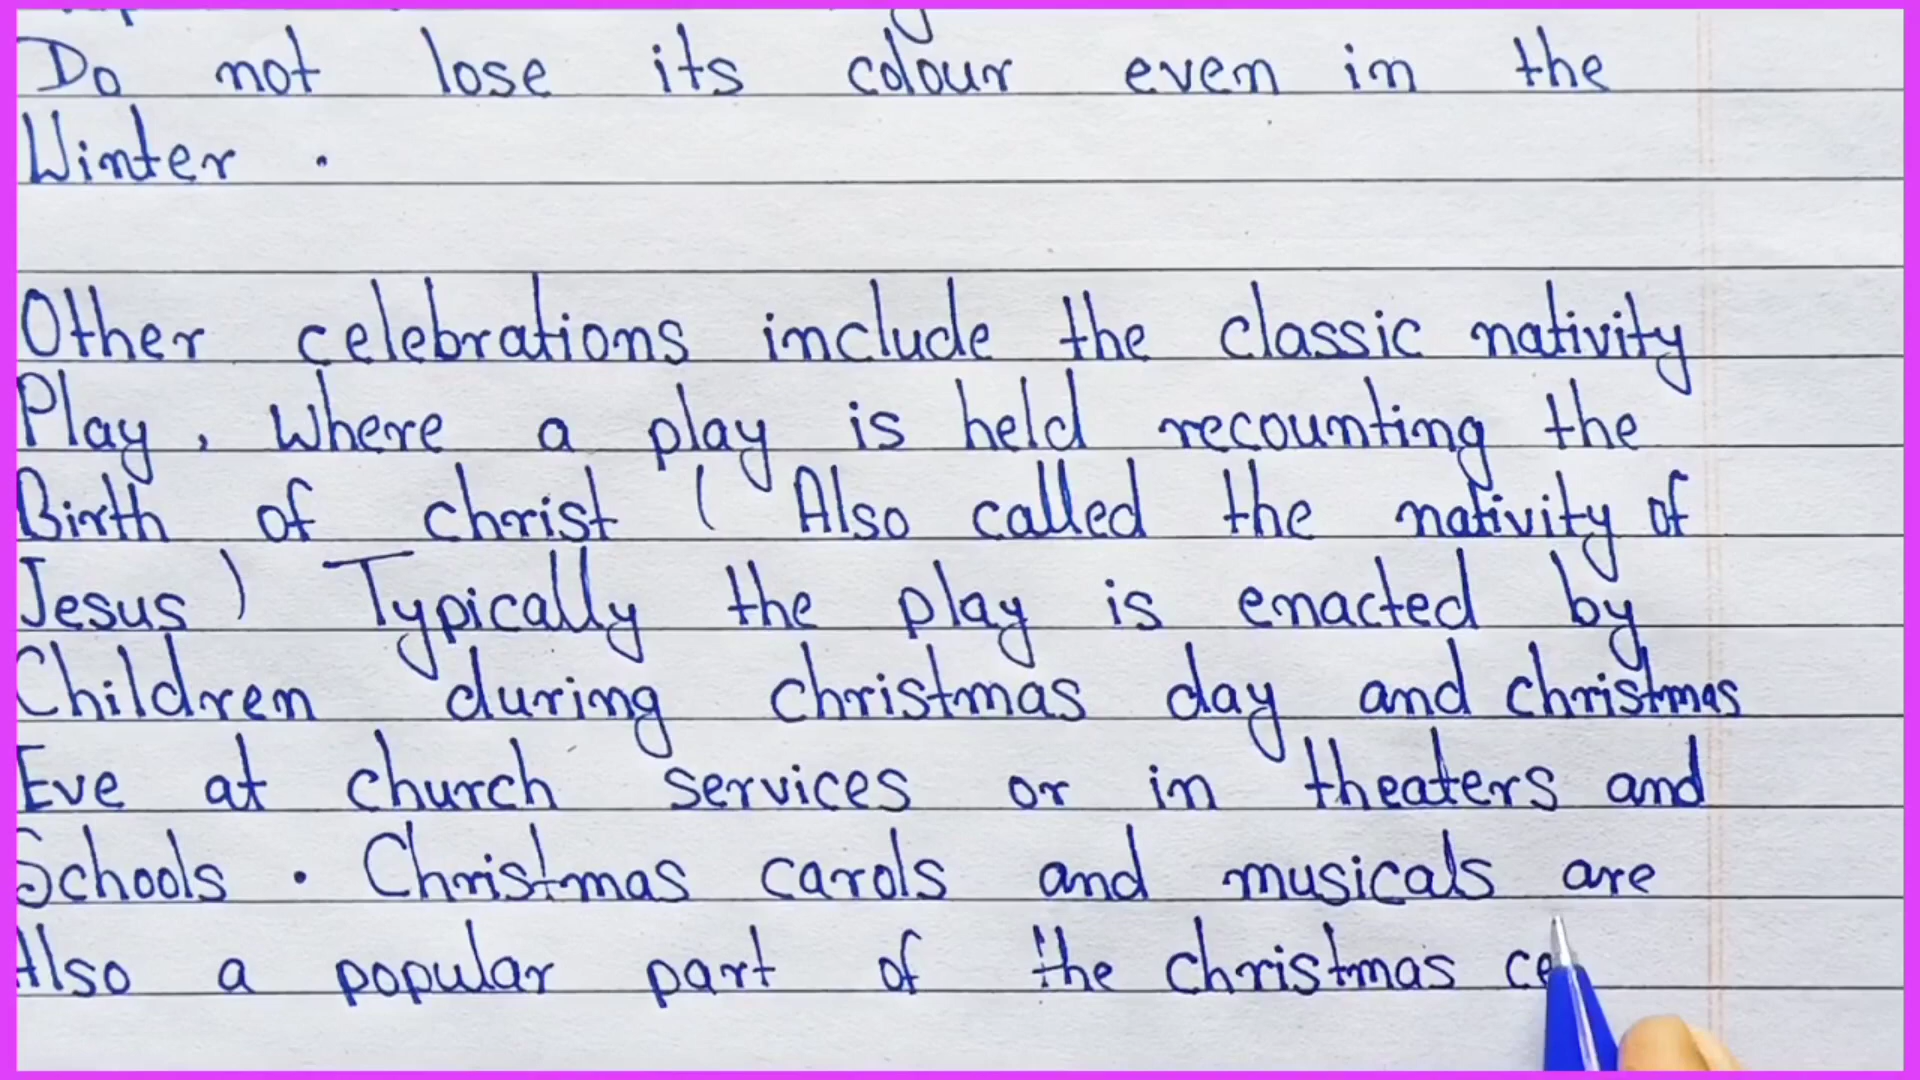 Do not lose its colour even in the
Winter .
Other celebrations include the classic nativity
Play , Where a play is held recounting the
Birth of christ ( Also called the nativity of
Jesus ) Typically the play is enacted by
Children during christmas day and christmas
Eve at church services or in theaters and
Schools . Christmas carols and musicals are
Also a popular part of the christmas ce